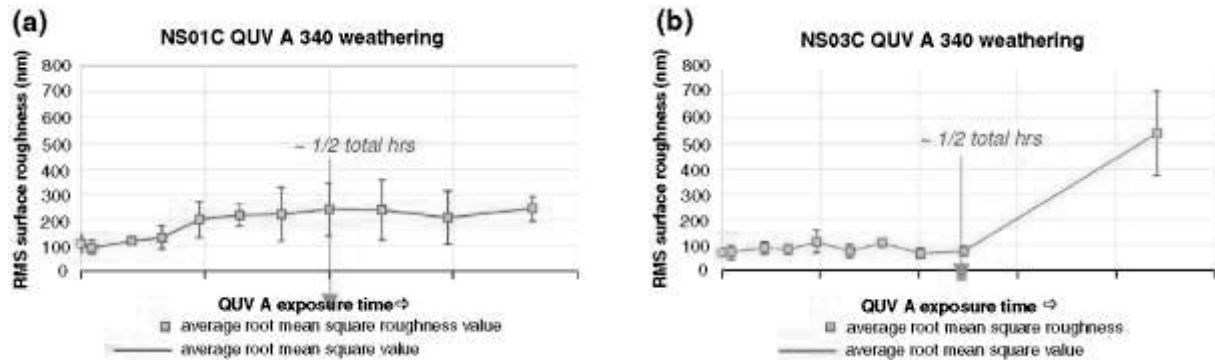 (a)
NS01C QUV A 340 weathering
RMS surface roughness (nm)
800
700
600
500
400
300
200
100
0
~ 1/2 total hrs
QUV A exposure time ⇨
average root mean square roughness value
average root mean square value
(b)
NS03C QUV A 340 weathering
RMS surface roughness (nm)
800
700
600
500
400
300
200
100
0
~ 1/2 total hrs
QUV A exposure time ⇨
average root mean square roughness
average root mean square value